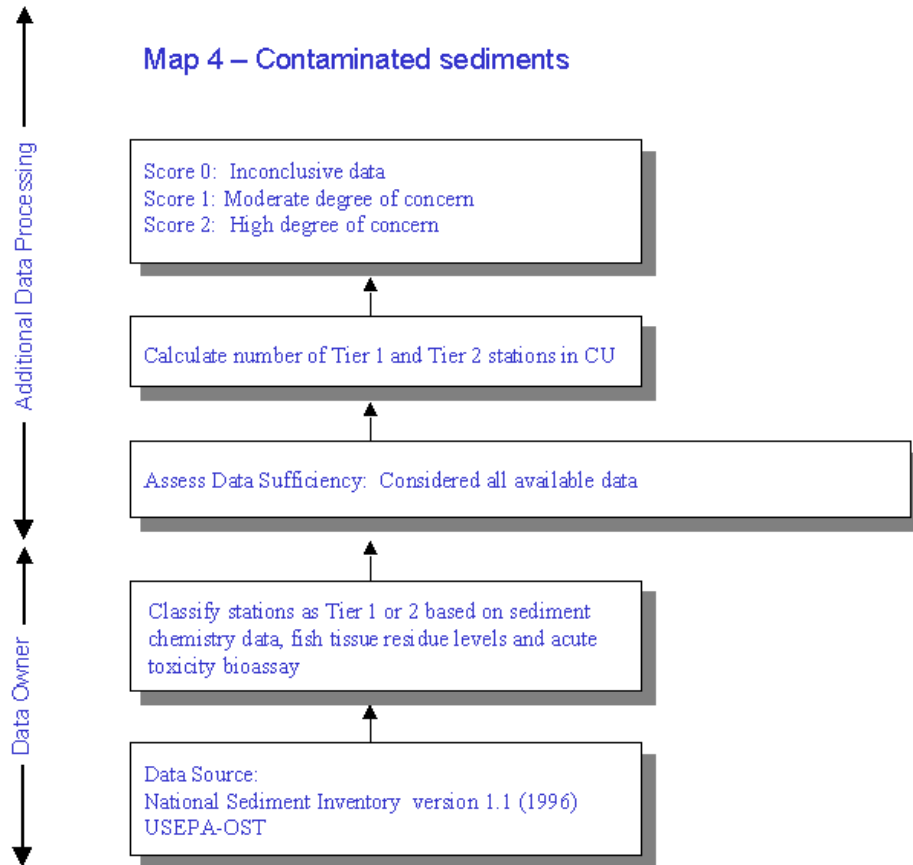 Map 4 – Contaminated sediments
Additional Data Processing
Score 0: Inconclusive data
Score 1: Moderate degree of concern
Score 2: High degree of concern
Calculate number of Tier 1 and Tier 2 stations in CU
Assess Data Sufficiency: Considered all available data
Data Owner
Classify stations as Tier 1 or 2 based on sediment
chemistry data, fish tissue residue levels and acute
toxicity bioassay
Data Source:
National Sediment Inventory version 1.1 (1996)
USEPA-OST